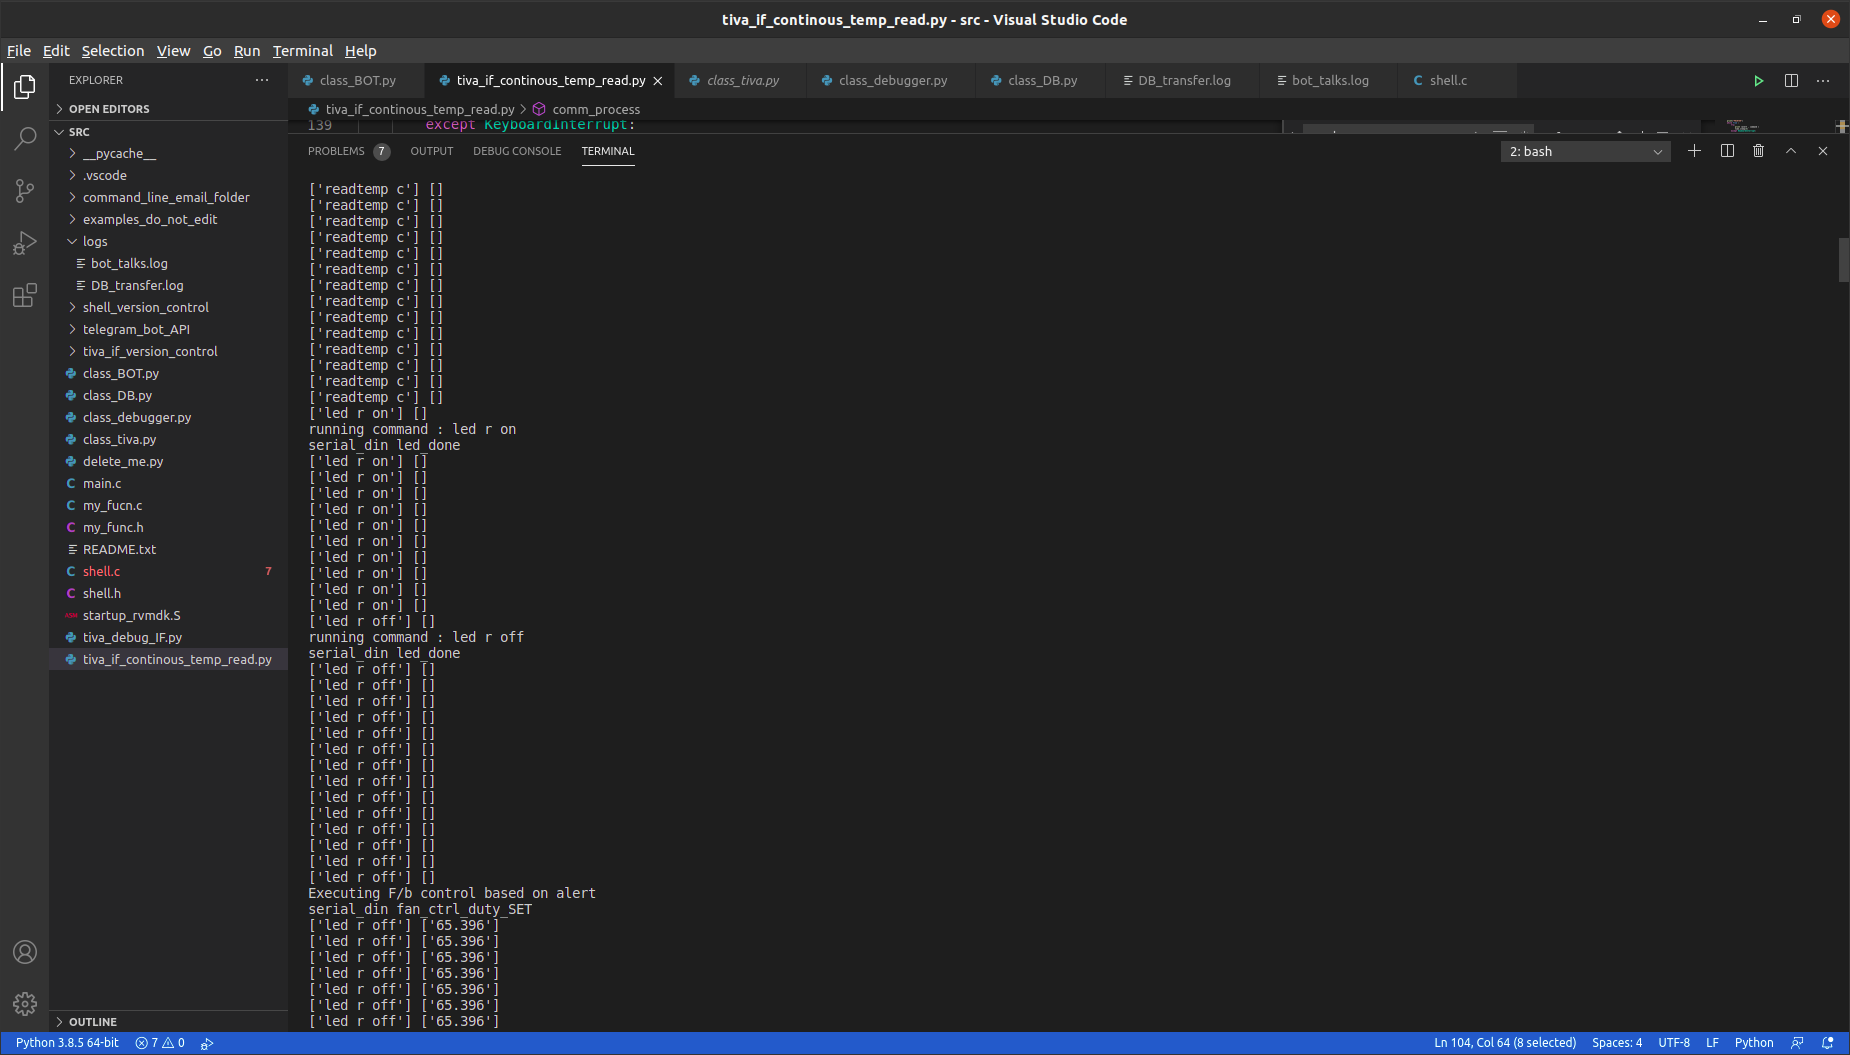 tiva_if_continous_temp_read.py - src - Visual Studio Code
File Edit Selection View Go Run Terminal Help
EXPLORER
class_BOT.py
tiva_if_continous_temp_read.py
class_tiva.py
class_debugger.py
class_DB.py
DB_transfer.log
bot_talks.log
shell.c
OPEN EDITORS
tiva_if_continous_temp_read.py > comm_process
139 except KeyboardInterrupt:
SRC
__pycache__
.vscode
command_line_email_folder
examples_do_not_edit
logs
bot_talks.log
DB_transfer.log
shell_version_control
telegram_bot_API
tiva_if_version_control
class_BOT.py
class_DB.py
class_debugger.py
class_tiva.py
delete_me.py
main.c
my_fucn.c
my_func.h
README.txt
shell.c 7
shell.h
startup_rvmdk.S
tiva_debug_IF.py
tiva_if_continous_temp_read.py
OUTLINE
PROBLEMS 7 OUTPUT DEBUG CONSOLE TERMINAL
2: bash
['readtemp c'] []
['readtemp c'] []
['readtemp c'] []
['readtemp c'] []
['readtemp c'] []
['readtemp c'] []
['readtemp c'] []
['readtemp c'] []
['readtemp c'] []
['readtemp c'] []
['readtemp c'] []
['readtemp c'] []
['readtemp c'] []
['readtemp c'] []
['led r on'] []
running command : led r on
serial_din led_done
['led r on'] []
['led r on'] []
['led r on'] []
['led r on'] []
['led r on'] []
['led r on'] []
['led r on'] []
['led r on'] []
['led r on'] []
['led r on'] []
['led r off'] []
running command : led r off
serial_din led_done
['led r off'] []
['led r off'] []
['led r off'] []
['led r off'] []
['led r off'] []
['led r off'] []
['led r off'] []
['led r off'] []
['led r off'] []
['led r off'] []
['led r off'] []
['led r off'] []
['led r off'] []
['led r off'] []
Executing F/b control based on alert
serial_din fan_ctrl_duty_SET
['led r off'] ['65.396']
['led r off'] ['65.396']
['led r off'] ['65.396']
['led r off'] ['65.396']
['led r off'] ['65.396']
['led r off'] ['65.396']
['led r off'] ['65.396']
Python 3.8.5 64-bit 7 0
Ln 104, Col 64 (8 selected) Spaces: 4 UTF-8 LF Python